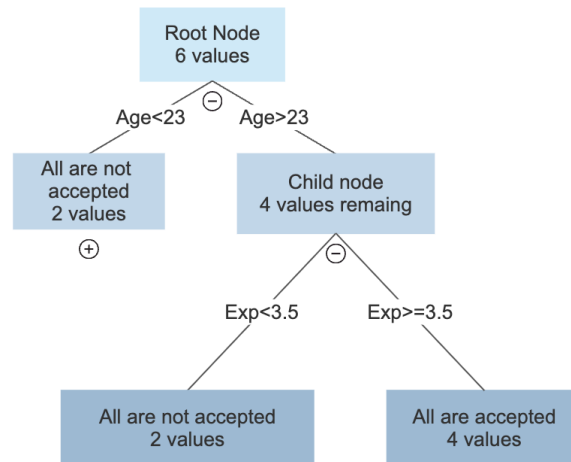 Root Node
6 values
Age<23
Age>23
All are not
accepted
2 values
Child node
4 values remaing
Exp<3.5
Exp>=3.5
All are not accepted
2 values
All are accepted
4 values